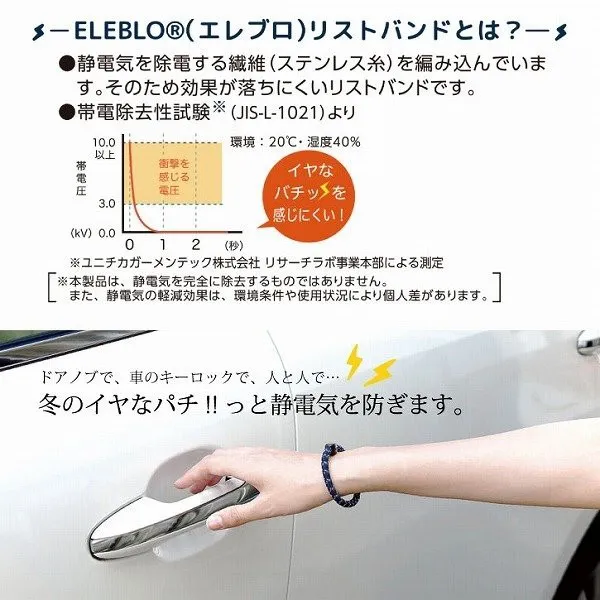 ELEBLO®(エレブロ)リストバンドとは?
●静電気を除電する繊維(ステンレス糸)を編み込んでいま
す。そのため効果が落ちにくいリストバンドです。
●帯電除去性試験※(JIS-L-1021)より
環境：20℃・湿度40%
帯電圧
10.0
以上
3.0
(kV) 0.0
0 1 2 (秒)
衝撃を
感じる
電圧
イヤな
バチッを
感じにくい!
※ユニチカガーメンテック株式会社 リサーチラボ事業本部による測定
※本製品は、静電気を完全に除去するものではありません。
また、静電気の軽減効果は、環境条件や使用状況により個人差があります。
ドアノブで、車のキーロックで、人と人で…
冬のイヤなパチ!!っと静電気を防ぎます。